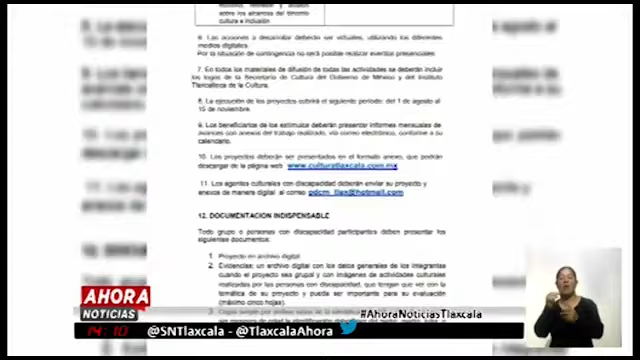 cultura e inclusión
6. Las acciones a desarrollar deberán ser virtuales, utilizando los diferentes
medios digitales.
Por la situación de contingencia no será posible realizar eventos presenciales.
7. En todos los materiales de difusión de todas las actividades se deberán incluir
los logos de la Secretaría de Cultura del Gobierno de México y del Instituto
Tlaxcalteca de la Cultura.
8. La ejecución de los proyectos cubrirá el siguiente periodo: del 1 de agosto al
15 de noviembre.
9. Los beneficiarios de los estímulos deberán presentar informes mensuales de
avances con anexos del trabajo realizado, vía correo electrónico, conforme a su
calendario.
10. Los proyectos deberán ser presentados en el formato anexo, que podrán
descargar de la página web www.culturatlaxcala.com.mx
11. Los agentes culturales con discapacidad deberán enviar su proyecto y
anexos de manera digital al correo pdcm_tlax@hotmail.com
12. DOCUMENTACION INDISPENSABLE
Todo grupo o personas con discapacidad participantes deben presentar los
siguientes documentos:
1. Proyecto en archivo digital
2. Evidencias: un archivo digital con los datos generales de los integrantes
cuando el proyecto sea grupal y con imágenes de actividades culturales
realizadas por las personas con discapacidad, que tengan que ver con la
temática de su proyecto y pueda ser importante para su evaluación
(máximo cinco hojas).
AHORA
NOTICIAS
#AhoraNoticiasTlaxcala
14:10
@SNTlaxcala - @TlaxcalaAhora